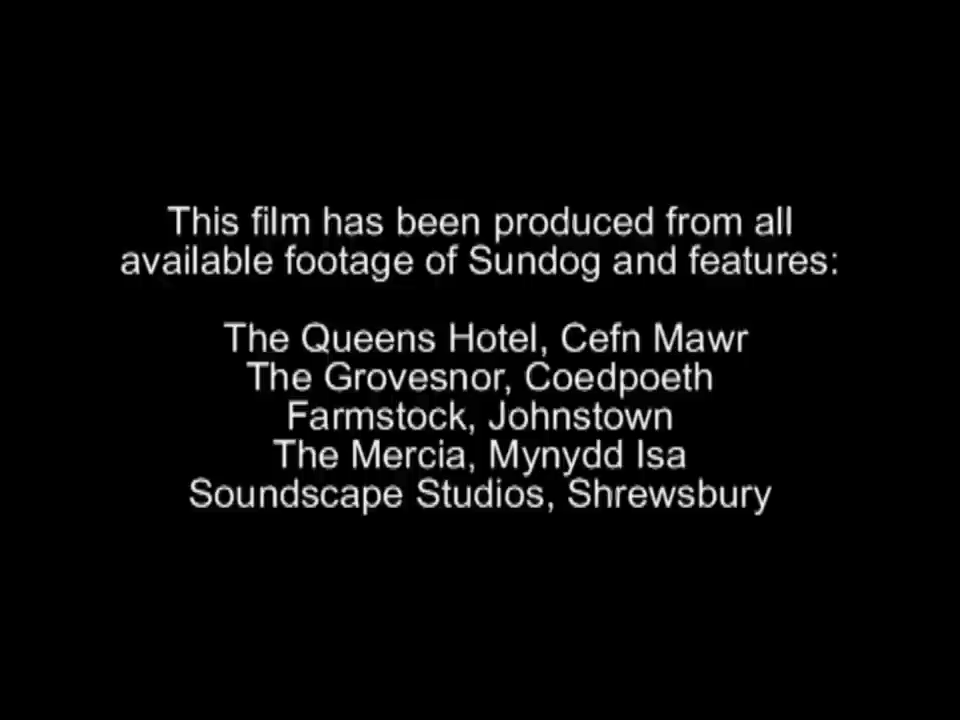 This film has been produced from all
available footage of Sundog and features:
The Queens Hotel, Cefn Mawr
The Grovesnor, Coedpoeth
Farmstock, Johnstown
The Mercia, Mynydd Isa
Soundscape Studios, Shrewsbury